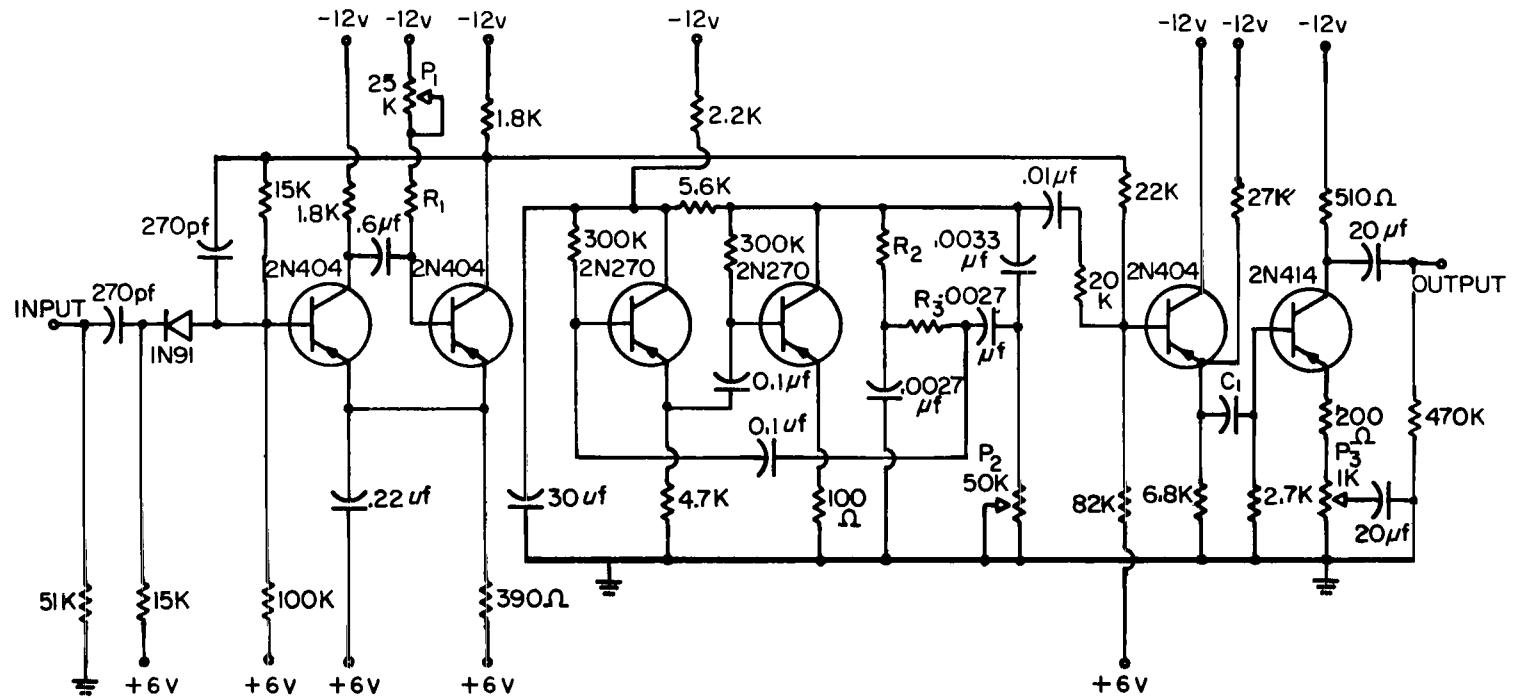 -12v -12v -12v -12v -12v -12v -12v
25 K P1
1.8K
2.2K
15K
1.8K
R1
5.6K
.01µf
22K
27K
510Ω
270pf
.6µf
300K
300K
R2
.0033 µf
20 µf
2N404
2N404
2N270
2N270
20 K
2N404
2N414
INPUT
270pf
R3
.0027 µf
OUTPUT
1N91
0.1µf
.0027 µf
C1
0.1uf
200 Ω
470K
P2
50K
P3
1K
.22uf
30uf
4.7K
100 Ω
82K
6.8K
2.7K
20µf
51K
15K
100K
390Ω
+6v +6v +6v +6v +6v